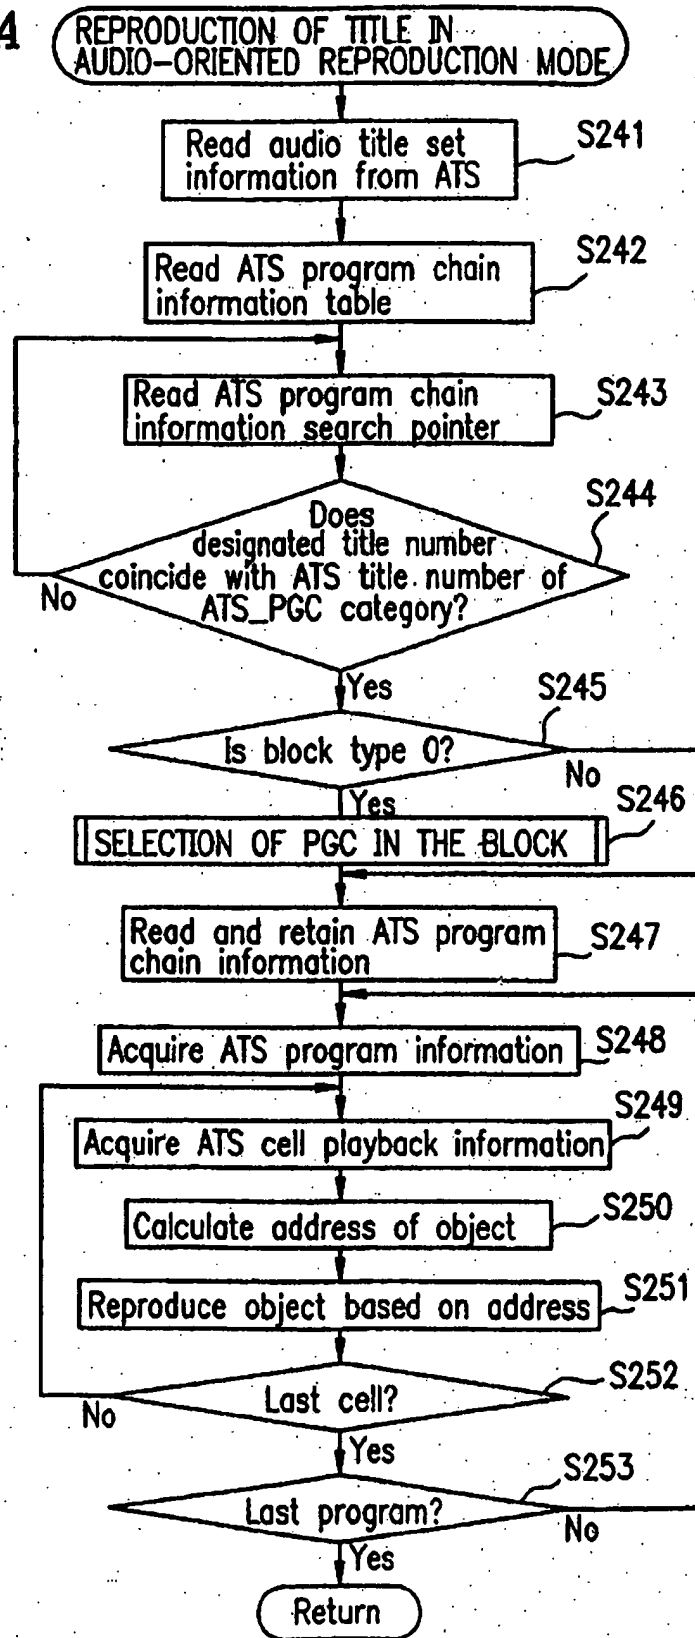 4
REPRODUCTION OF TITLE IN
AUDIO-ORIENTED REPRODUCTION MODE
S241
Read audio title set
information from ATS
S242
Read ATS program chain
information table
S243
Read ATS program chain
information search pointer
S244
Does
designated title number
coincide with ATS title number of
ATS_PGC category?
No
Yes
S245
Is block type 0?
No
Yes
S246
SELECTION OF PGC IN THE BLOCK
Read and retain ATS program
chain information
S247
Acquire ATS program information
S248
S249
Acquire ATS cell playback information
S250
Calculate address of object
S251
Reproduce object based on address
S252
Last cell?
No
Yes
S253
Last program?
No
Yes
Return